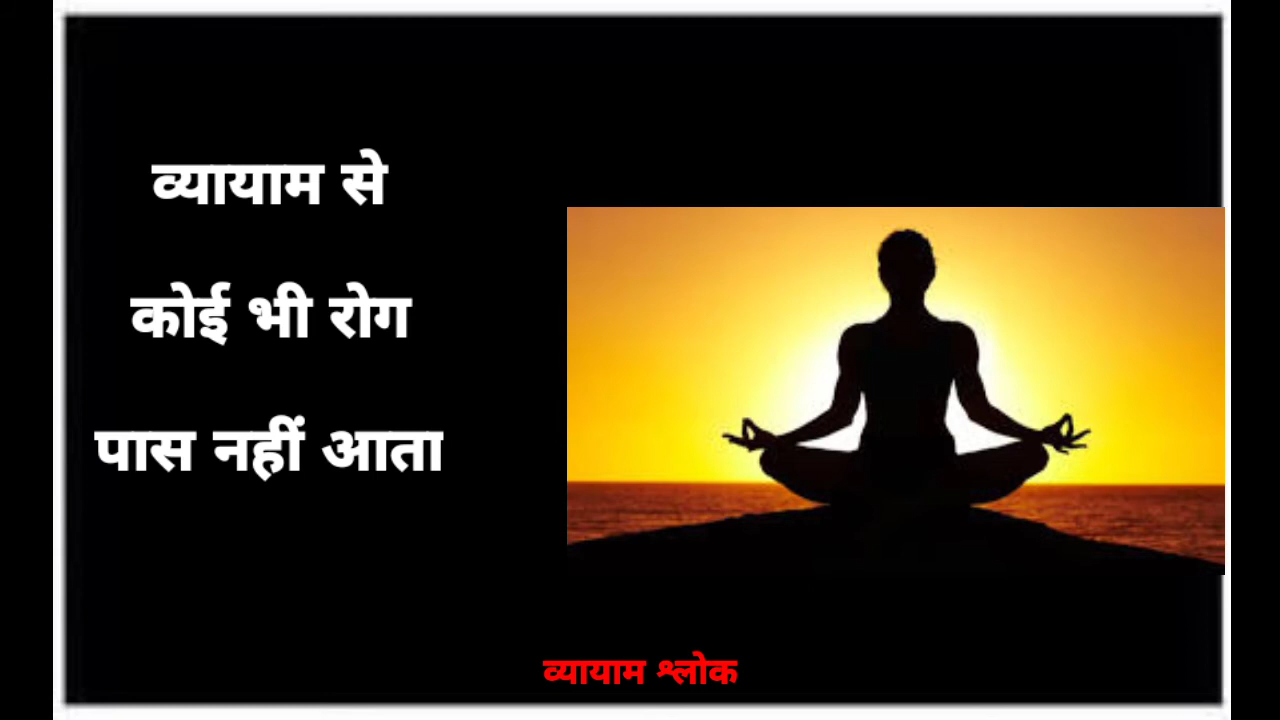 व्यायाम से
कोई भी रोग
पास नहीं आता
व्यायाम श्लोक